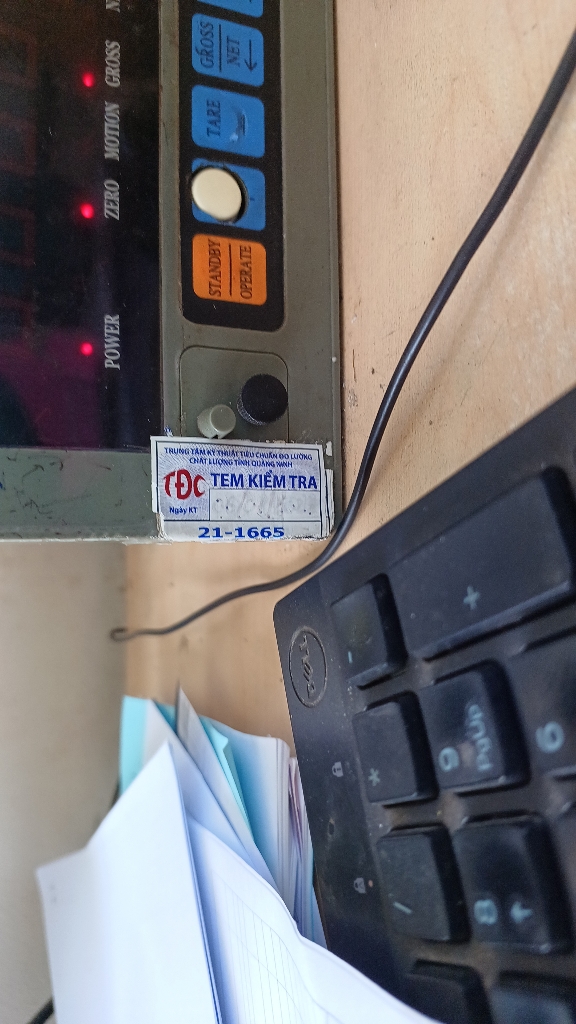 GROSS
MOTION
ZERO
POWER
GROSS
NET
TARE
STANDBY
OPERATE
TRUNG TÂM KỸ THUẬT TIÊU CHUẨN ĐO LƯỜNG
CHẤT LƯỢNG TỈNH QUẢNG NINH
TĐC
TEM KIỂM TRA
Ngày KT
21-1665
DELL
+
-
*
9
PgUp
6
/
8